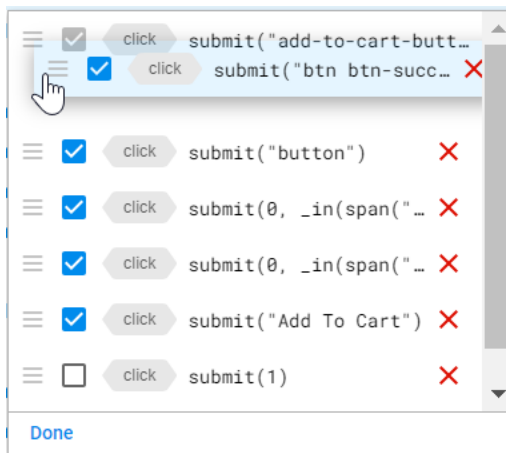 click submit("add-to-cart-butt…
click submit("btn btn-succ…
click submit("button")
click submit(0, _in(span("…
click submit(0, _in(span("…
click submit("Add To Cart")
click submit(1)
Done